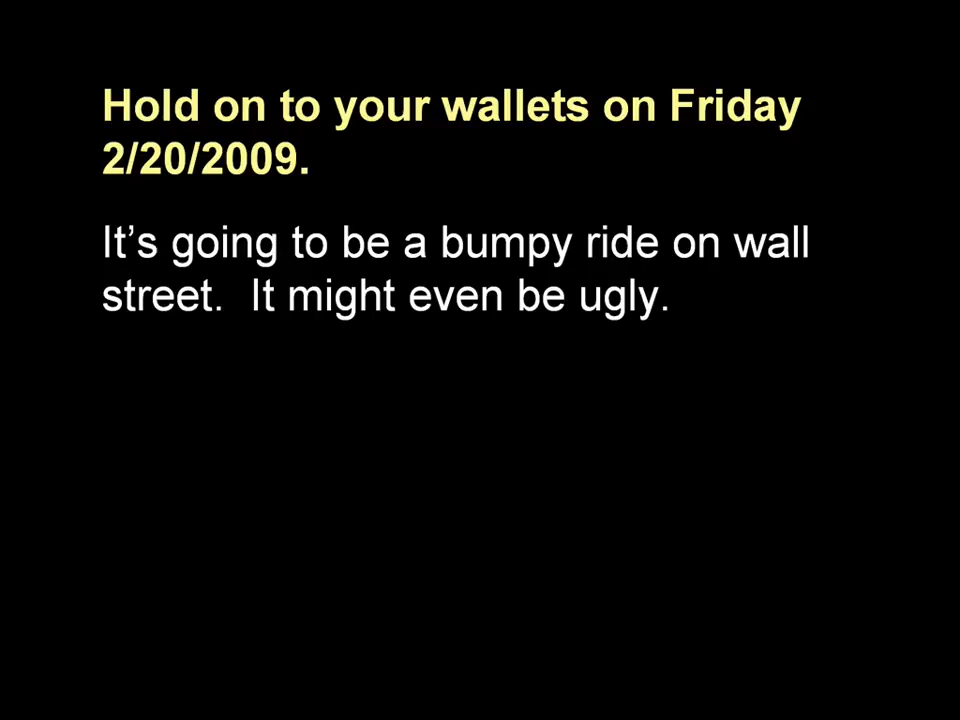 Hold on to your wallets on Friday
2/20/2009.
It’s going to be a bumpy ride on wall
street.  It might even be ugly.